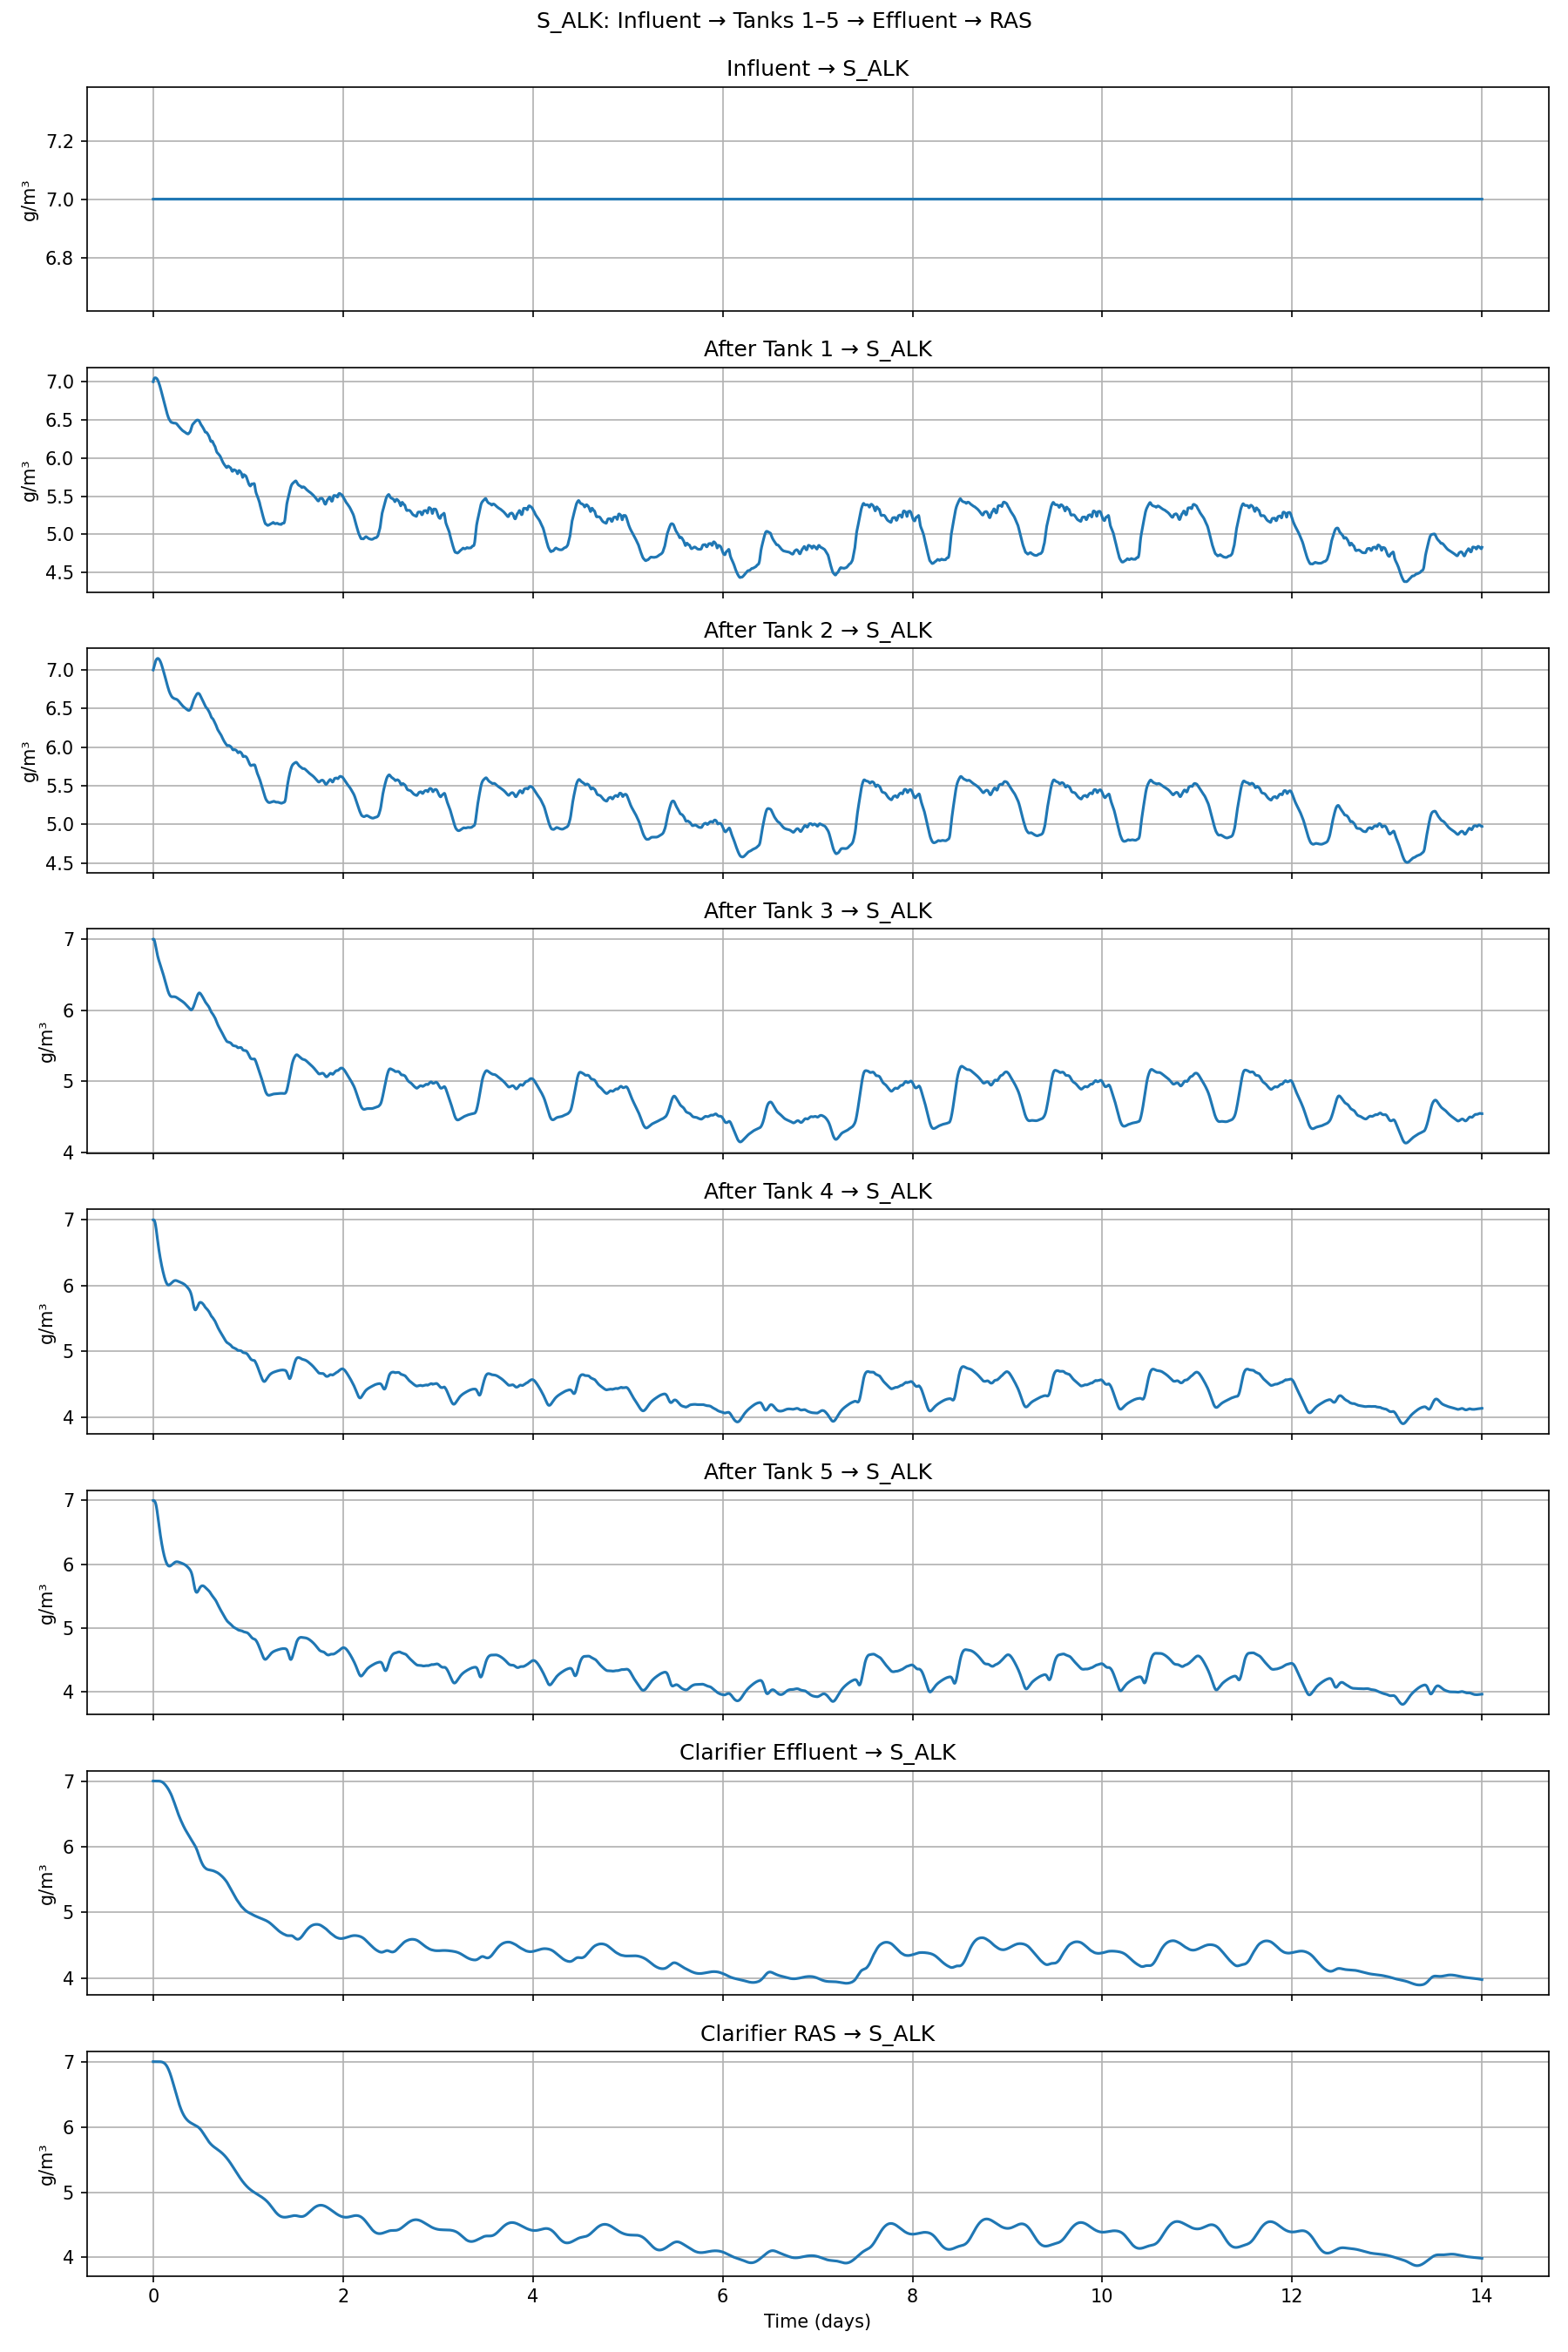 S_ALK: Influent → Tanks 1–5 → Effluent → RAS
Influent → S_ALK
7.2
7.0
6.8
g/m³
After Tank 1 → S_ALK
7.0
6.5
6.0
5.5
5.0
4.5
g/m³
After Tank 2 → S_ALK
7.0
6.5
6.0
5.5
5.0
4.5
g/m³
After Tank 3 → S_ALK
7
6
5
4
g/m³
After Tank 4 → S_ALK
7
6
5
4
g/m³
After Tank 5 → S_ALK
7
6
5
4
g/m³
Clarifier Effluent → S_ALK
7
6
5
4
g/m³
Clarifier RAS → S_ALK
7
6
5
4
g/m³
0 2 4 6 8 10 12 14
Time (days)